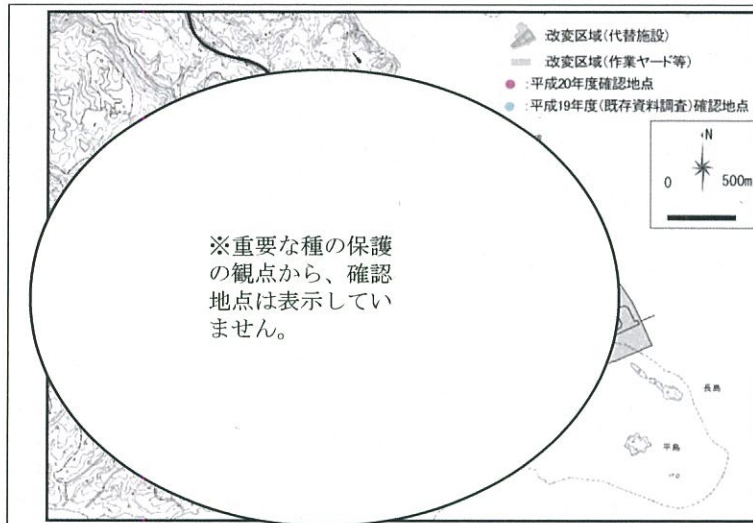 :改変区域(代替施設)
:改変区域(作業ヤード等)
:平成20年度確認地点
:平成19年度(既存資料調査)確認地点
N
0 500m
※重要な種の保護
の観点から、確認
地点は表示してい
ません。
長島
平島